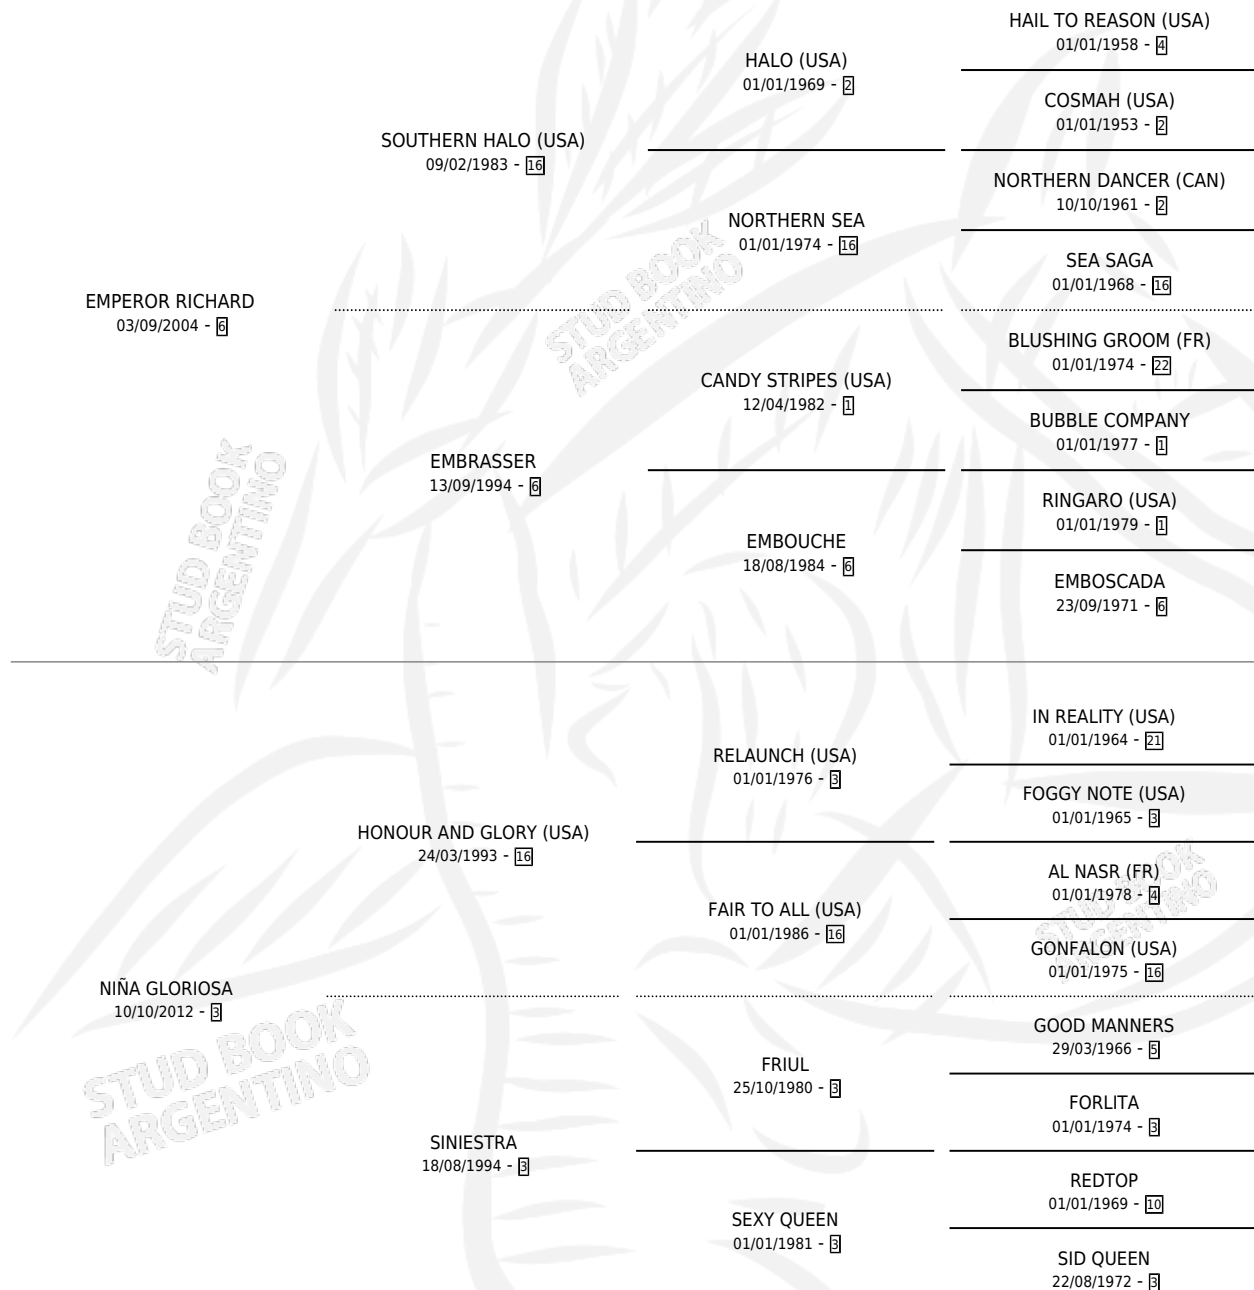 HAIL TO REASON (USA)
01/01/1958 - 4
HALO (USA)
01/01/1969 - 2
COSMAH (USA)
01/01/1953 - 2
SOUTHERN HALO (USA)
09/02/1983 - 16
NORTHERN DANCER (CAN)
10/10/1961 - 2
NORTHERN SEA
01/01/1974 - 16
SEA SAGA
01/01/1968 - 16
EMPEROR RICHARD
03/09/2004 - 6
BLUSHING GROOM (FR)
01/01/1974 - 22
CANDY STRIPES (USA)
12/04/1982 - 1
BUBBLE COMPANY
01/01/1977 - 1
EMBRASSER
13/09/1994 - 6
RINGARO (USA)
01/01/1979 - 1
EMBOUCHE
18/08/1984 - 6
EMBOSCADA
23/09/1971 - 6
IN REALITY (USA)
01/01/1964 - 21
RELAUNCH (USA)
01/01/1976 - 3
FOGGY NOTE (USA)
01/01/1965 - 3
HONOUR AND GLORY (USA)
24/03/1993 - 16
AL NASR (FR)
01/01/1978 - 4
FAIR TO ALL (USA)
01/01/1986 - 16
GONFALON (USA)
01/01/1975 - 16
NIÑA GLORIOSA
10/10/2012 - 3
GOOD MANNERS
29/03/1966 - 5
FRIUL
25/10/1980 - 3
FORLITA
01/01/1974 - 3
SINIESTRA
18/08/1994 - 3
REDTOP
01/01/1969 - 10
SEXY QUEEN
01/01/1981 - 3
SID QUEEN
22/08/1972 - 3
STUD BOOK
ARGENTINO
STUD BOOK
ARGENTINO
STUD BOOK
ARGENTINO
STUD BOOK
ARGENTINO